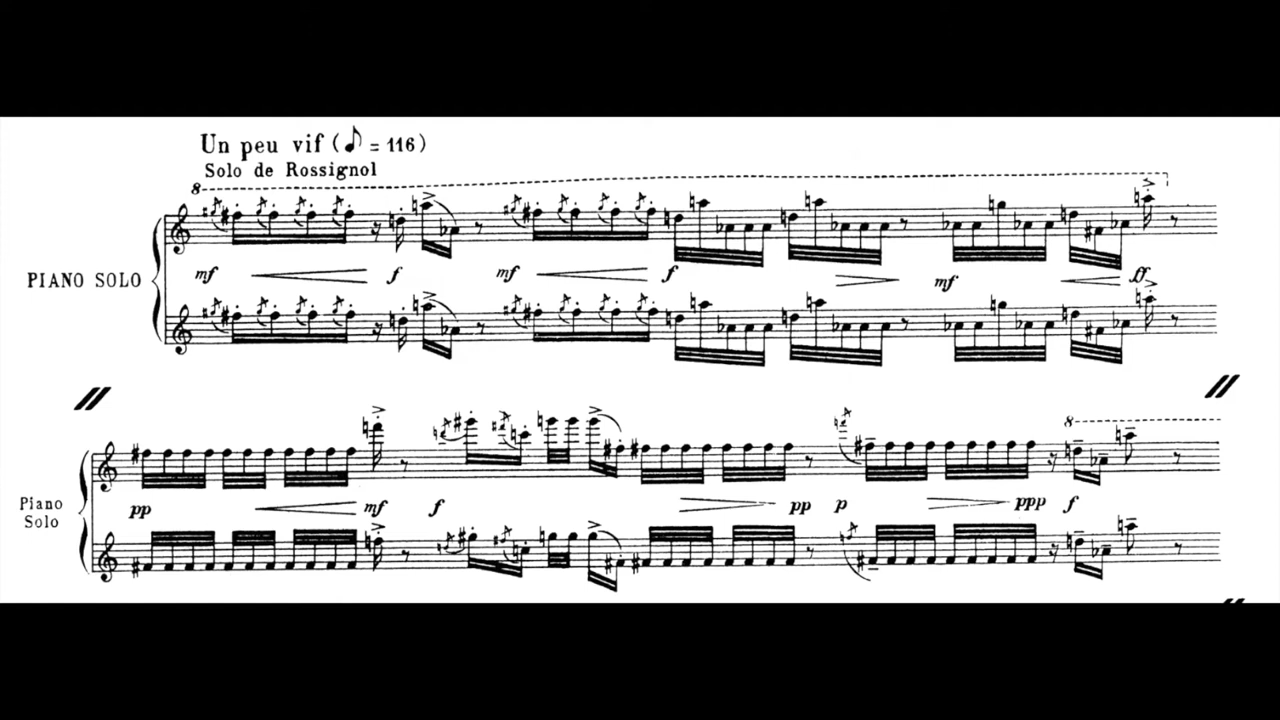 Un peu vif (♪ = 116)
Solo de Rossignol
8
PIANO SOLO
mf f mf f mf ff
8
Piano
Solo
pp mf f pp p ppp f